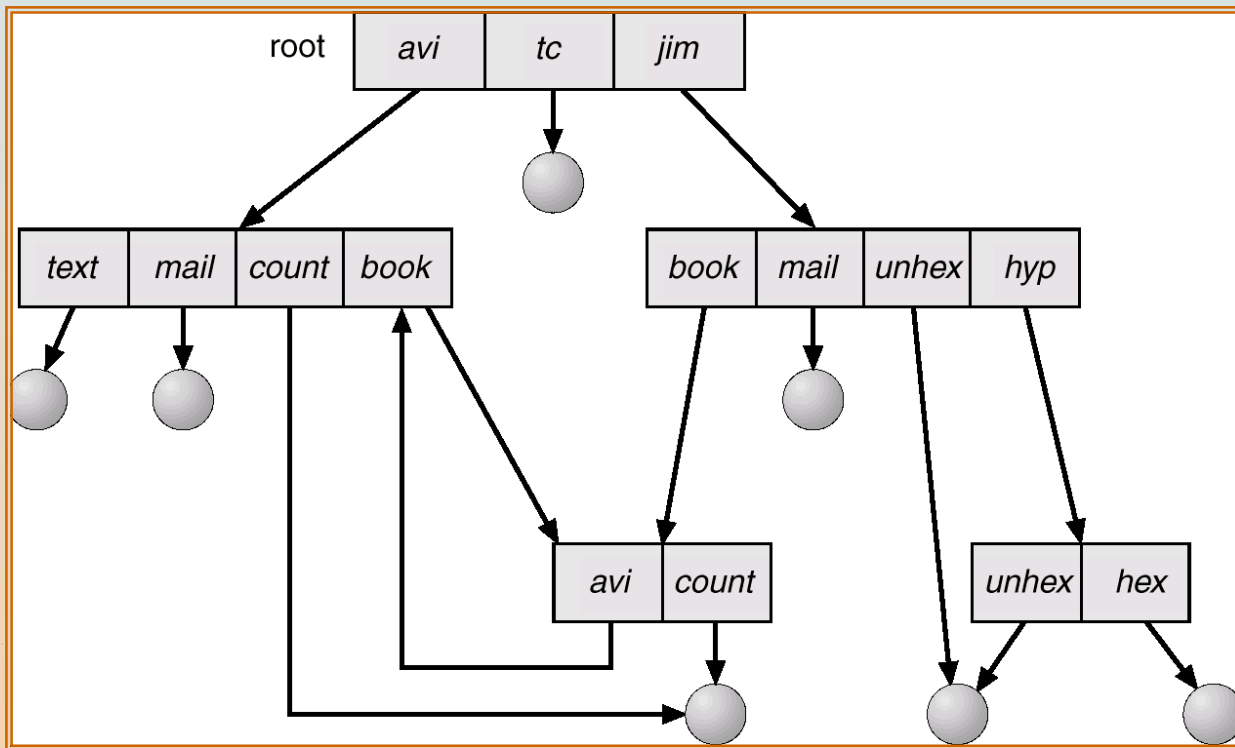 root avi tc jim
text mail count book book mail unhex hyp
avi count unhex hex